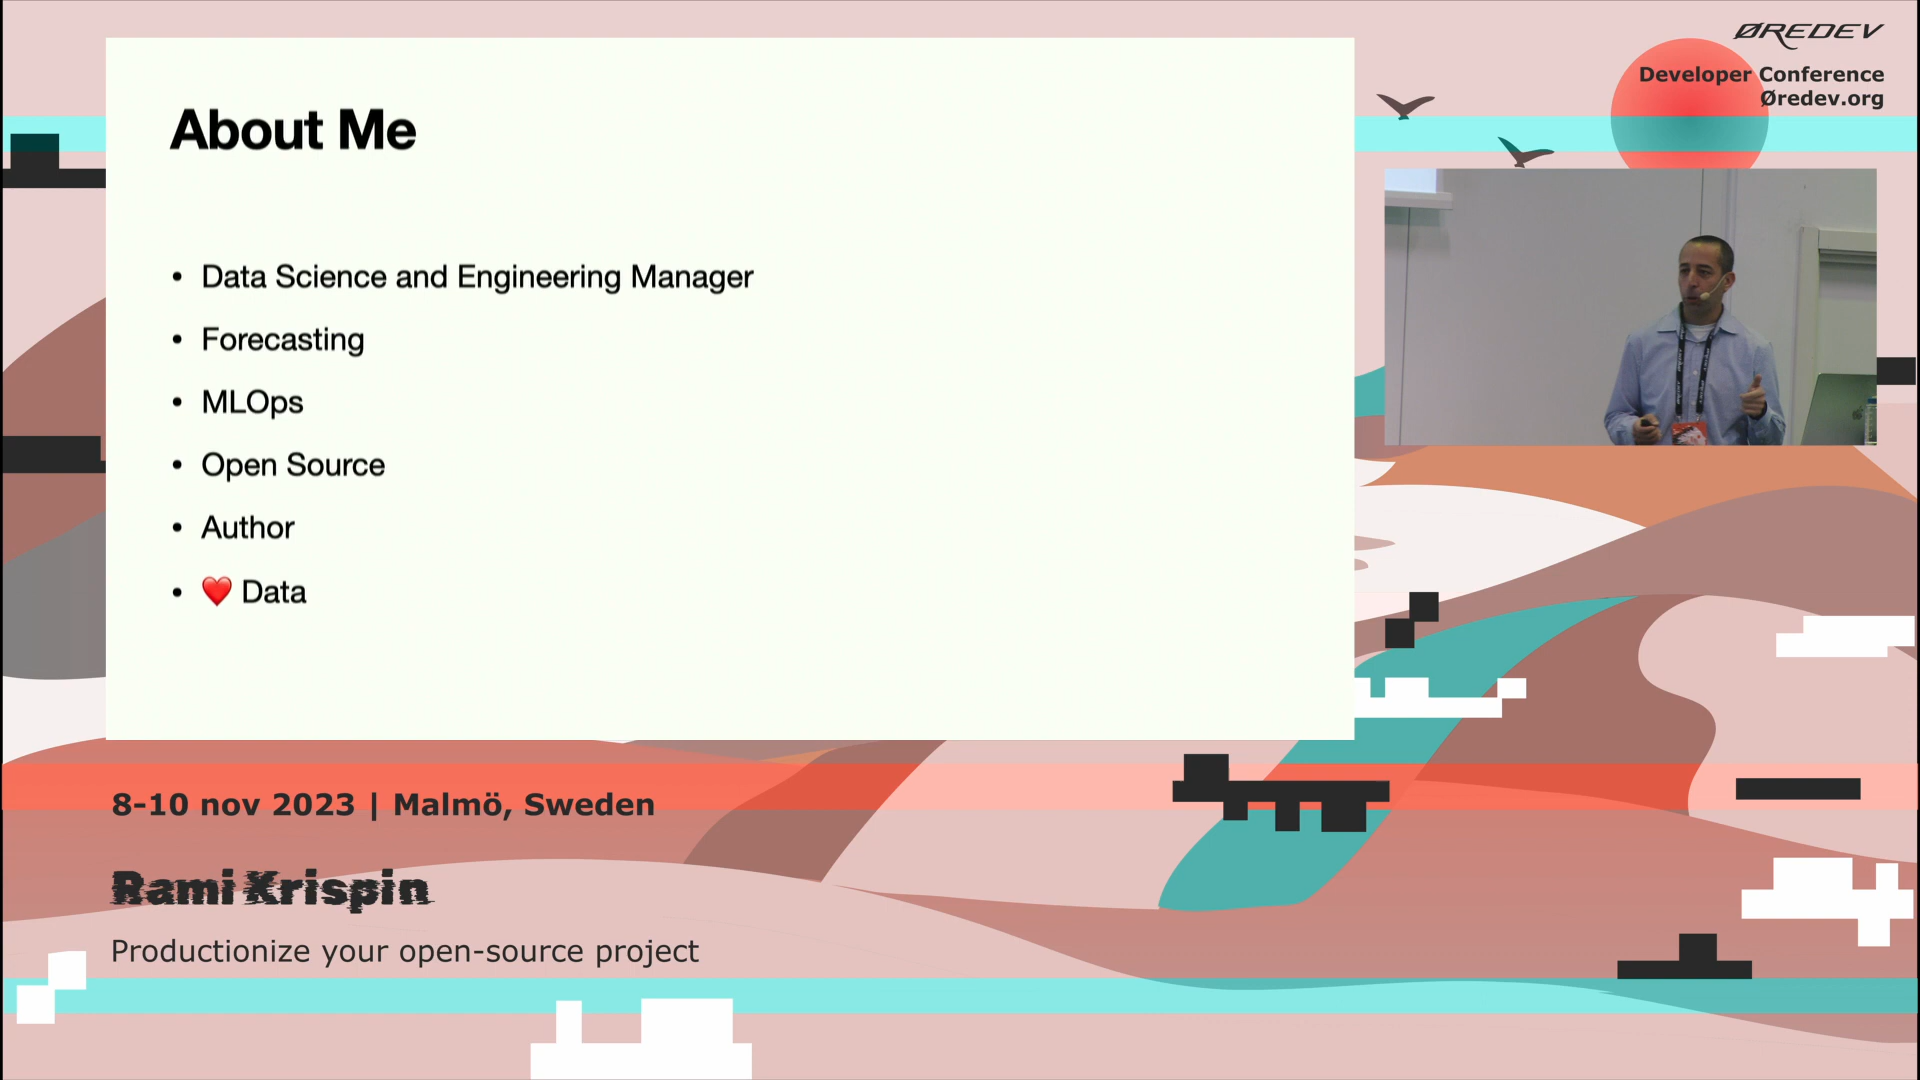 ØREDEV
Developer Conference
Øredev.org
About Me
• Data Science and Engineering Manager
• Forecasting
• MLOps
• Open Source
• Author
• ❤️ Data
8-10 nov 2023 | Malmö, Sweden
Rami Krispin
Productionize your open-source project